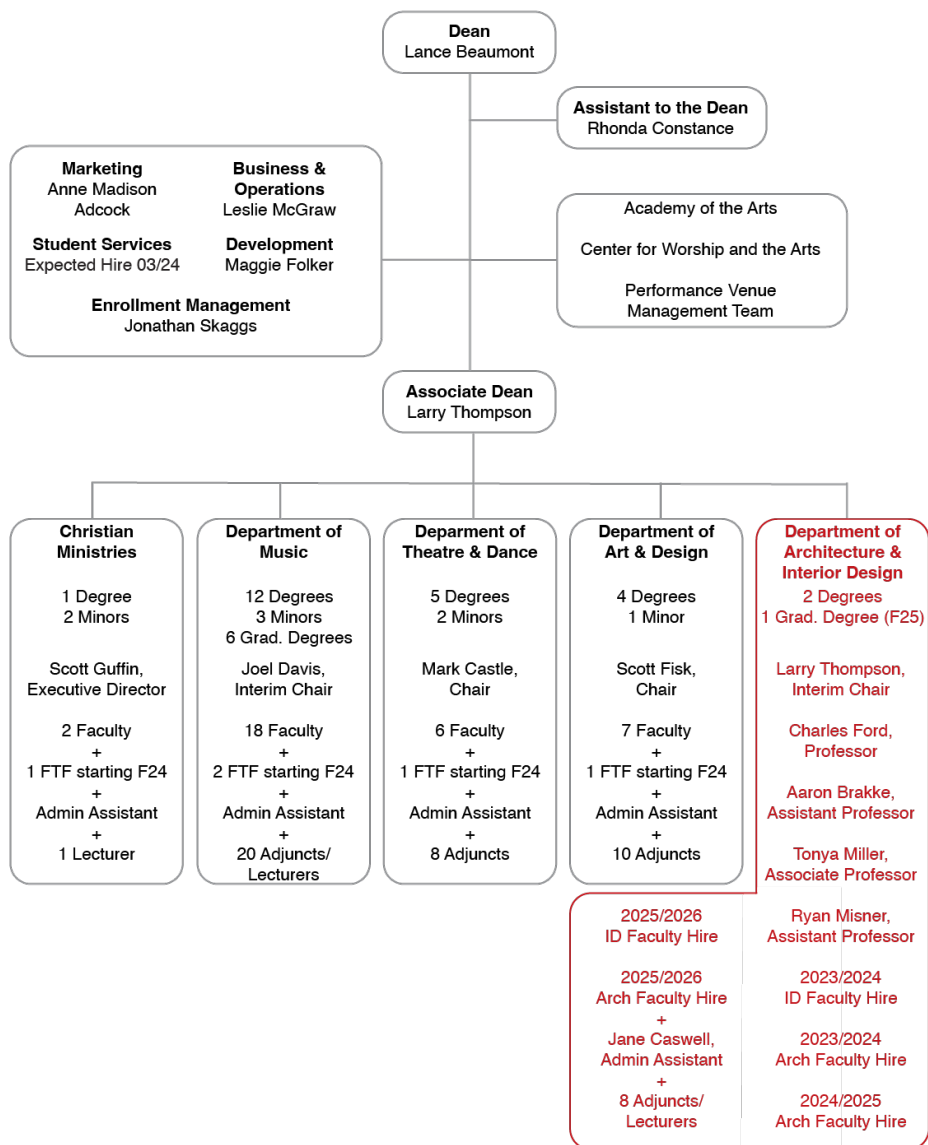 Dean
Lance Beaumont
Assistant to the Dean
Rhonda Constance
Marketing
Anne Madison
Adcock
Business &
Operations
Leslie McGraw
Student Services
Expected Hire 03/24
Development
Maggie Folker
Enrollment Management
Jonathan Skaggs
Academy of the Arts
Center for Worship and the Arts
Performance Venue
Management Team
Associate Dean
Larry Thompson
Christian
Ministries
1 Degree
2 Minors
Scott Guffin,
Executive Director
2 Faculty
+
1 FTF starting F24
+
Admin Assistant
+
1 Lecturer
Department of
Music
12 Degrees
3 Minors
6 Grad. Degrees
Joel Davis,
Interim Chair
18 Faculty
+
2 FTF starting F24
+
Admin Assistant
+
20 Adjuncts/
Lecturers
Deparment of
Theatre & Dance
5 Degrees
2 Minors
Mark Castle,
Chair
6 Faculty
+
1 FTF starting F24
+
Admin Assistant
+
8 Adjuncts
Department of
Art & Design
4 Degrees
1 Minor
Scott Fisk,
Chair
7 Faculty
+
1 FTF starting F24
+
Admin Assistant
+
10 Adjuncts
Department of
Architecture &
Interior Design
2 Degrees
1 Grad. Degree (F25)
Larry Thompson,
Interim Chair
Charles Ford,
Professor
Aaron Brakke,
Assistant Professor
Tonya Miller,
Associate Professor
Ryan Misner,
Assistant Professor
2023/2024
ID Faculty Hire
2023/2024
Arch Faculty Hire
2024/2025
Arch Faculty Hire
2025/2026
ID Faculty Hire
2025/2026
Arch Faculty Hire
+
Jane Caswell,
Admin Assistant
+
8 Adjuncts/
Lecturers